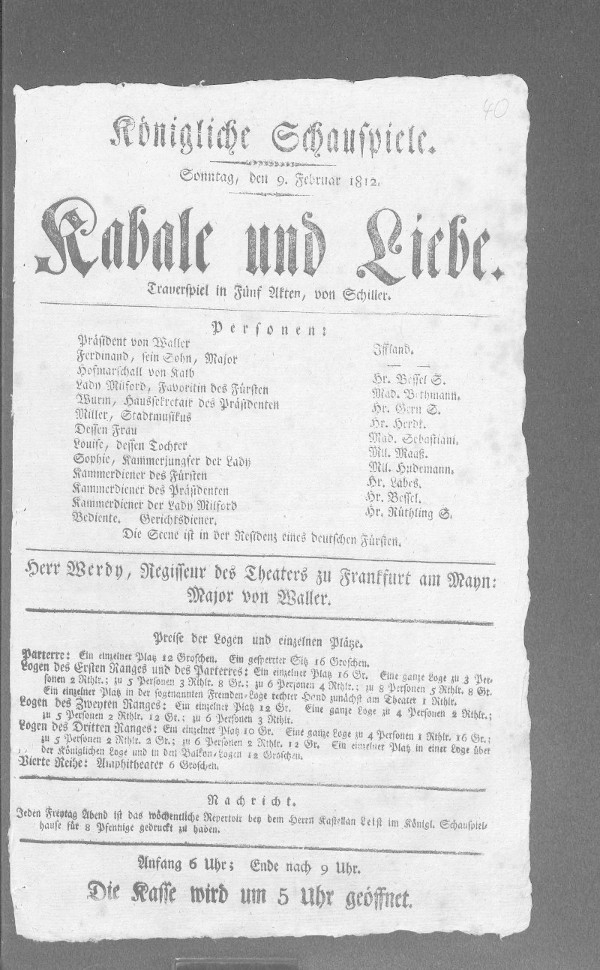 40
Königliche Schauspiele.
Sonntag, den 9. Februar 1812.
Kabale und Liebe.
Trauerspiel in Fünf Akten, von Schiller.
Personen:
Präsident von Waller Iffland.
Ferdinand, sein Sohn, Major — —
Hofmarschall von Kalb Hr. Bessel S.
Lady Milford, Favoritin des Fürsten Mad. Bethmann.
Wurm, Haussekretair des Präsidenten Hr. Gern S.
Miller, Stadtmusikus Hr. Herdt.
Dessen Frau Mad. Sebastiani.
Louise, dessen Tochter Mll. Maaß.
Sophie, Kammerjungfer der Lady Mll. Hudemann.
Kammerdiener des Fürsten Hr. Labes.
Kammerdiener des Präsidenten Hr. Bessel.
Kammerdiener der Lady Milford Hr. Rüthling S.
Bediente. Gerichtsdiener.
Die Scene ist in der Residenz eines deutschen Fürsten.
Herr Werdy, Regisseur des Theaters zu Frankfurt am Mayn:
Major von Waller.
Preise der Logen und einzelnen Plätze.
Parterre: Ein einzelner Platz 12 Groschen. Ein gesperrter Sitz 16 Groschen.
Logen des Ersten Ranges und des Parterres: Ein einzelner Platz 16 Gr. Eine ganze Loge zu 3 Per-
sonen 2 Rthlr.; zu 5 Personen 3 Rthlr. 8 Gr.; zu 6 Personen 4 Rthlr.; zu 8 Personen 5 Rthlr. 8 Gr.
Ein einzelner Platz in der sogenannten Fremden-Loge rechter Hand zunächst am Theater 1 Rthlr.
Logen des Zweyten Ranges: Ein einzelner Platz 12 Gr. Eine ganze Loge zu 4 Personen 2 Rthlr.;
zu 5 Personen 2 Rthlr. 12 Gr.; zu 6 Personen 3 Rthlr.
Logen des Dritten Ranges: Ein einzelner Platz 10 Gr. Eine ganze Loge zu 4 Personen 1 Rthlr. 16 Gr.;
zu 5 Personen 2 Rthlr. 2 Gr.; zu 6 Personen 2 Rthlr. 12 Gr. Ein einzelner Platz in einer Loge über
der Königlichen Loge und in den Balkon-Logen 12 Groschen.
Vierte Reihe: Amphitheater 6 Groschen.
Nachricht.
Jeden Freytag Abend ist das wöchentliche Repertoir bey dem Herrn Kastellan Leist im Königl. Schauspiel-
hause für 8 Pfennige gedruckt zu haben.
Anfang 6 Uhr; Ende nach 9 Uhr.
Die Kasse wird um 5 Uhr geöffnet.